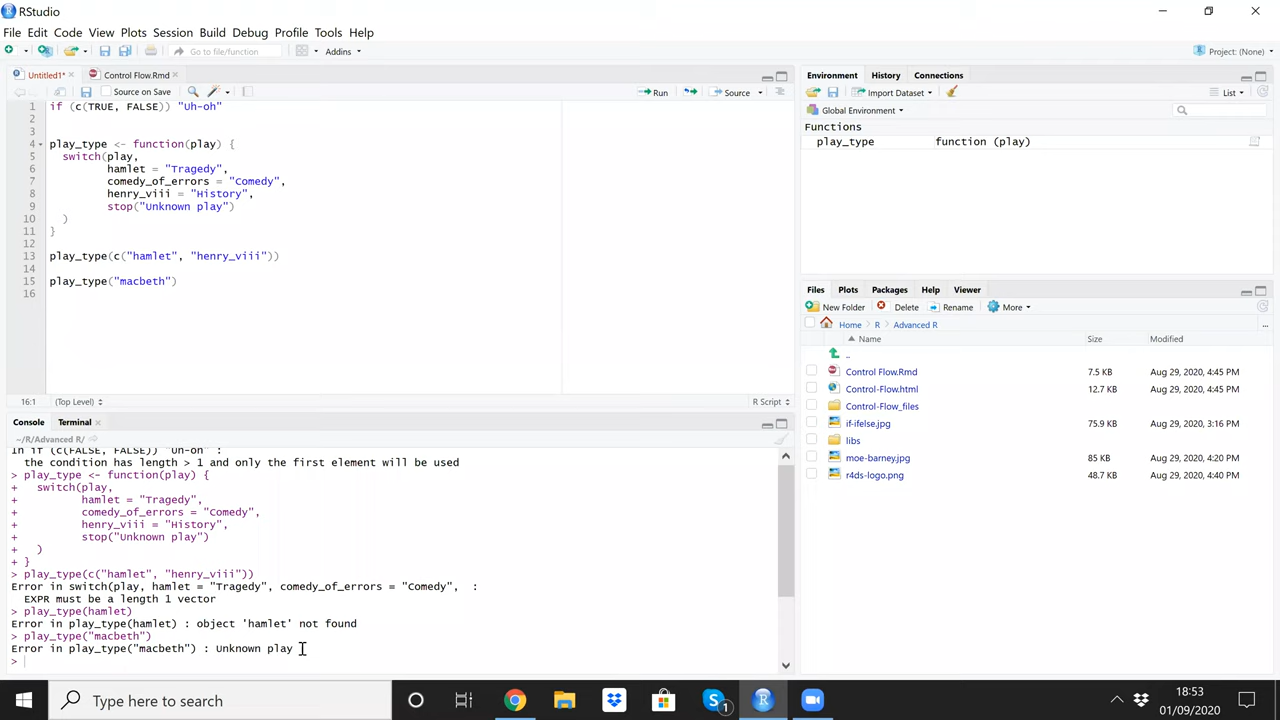 RStudio
File Edit Code View Plots Session Build Debug Profile Tools Help
Go to file/function Addins Project: (None)
Untitled1* Control Flow.Rmd
Source on Save Run Source
1 if (c(TRUE, FALSE)) "Uh-oh"
2
3
4 play_type <- function(play) {
5 switch(play,
6 hamlet = "Tragedy",
7 comedy_of_errors = "Comedy",
8 henry_viii = "History",
9 stop("Unknown play")
10 )
11 }
12
13 play_type(c("hamlet", "henry_viii"))
14
15 play_type("macbeth")
16
16:1 (Top Level) R Script
Console Terminal
~/R/Advanced R/
In if (c(FALSE, FALSE)) "Uh-oh" :
the condition has length > 1 and only the first element will be used
> play_type <- function(play) {
+ switch(play,
+ hamlet = "Tragedy",
+ comedy_of_errors = "Comedy",
+ henry_viii = "History",
+ stop("Unknown play")
+ )
+ }
> play_type(c("hamlet", "henry_viii"))
Error in switch(play, hamlet = "Tragedy", comedy_of_errors = "Comedy", :
EXPR must be a length 1 vector
> play_type(hamlet)
Error in play_type(hamlet) : object 'hamlet' not found
> play_type("macbeth")
Error in play_type("macbeth") : Unknown play
>
Environment History Connections
Import Dataset List
Global Environment
Functions
play_type function (play)
Files Plots Packages Help Viewer
New Folder Delete Rename More
Home R Advanced R ...
Name Size Modified
..
Control Flow.Rmd 7.5 KB Aug 29, 2020, 4:45 PM
Control-Flow.html 12.7 KB Aug 29, 2020, 4:45 PM
Control-Flow_files
if-ifelse.jpg 75.9 KB Aug 29, 2020, 3:16 PM
libs
moe-barney.jpg 85 KB Aug 29, 2020, 4:20 PM
r4ds-logo.png 48.7 KB Aug 29, 2020, 4:40 PM
Type here to search
1
18:53
01/09/2020